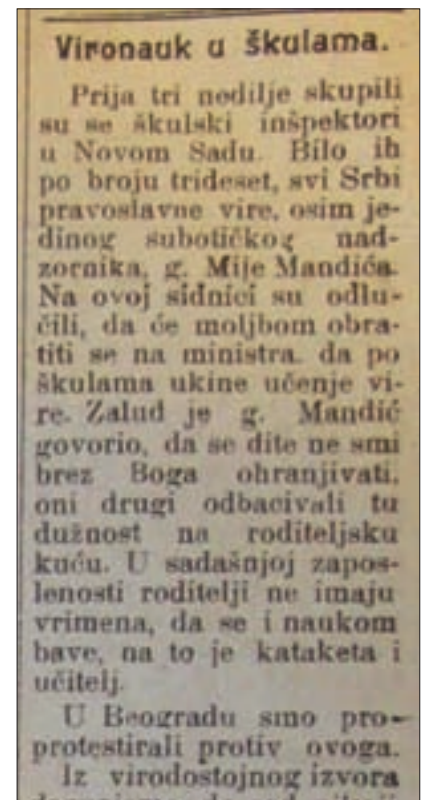 Vironauk u škulama.
Prija tri nedilje skupili
su se škulski inšpektori
u Novom Sadu. Bilo ih
po broju trideset, svi Srbi
pravoslavne vire, osim je-
dinog subotičkog nad-
zornika, g. Mije Mandića.
Na ovoj sidnici su odlu-
čili, da će moljbom obra-
titi se na ministra, da po
škulama ukine učenje vi-
re. Zalud je g. Mandić
govorio, da se dite ne smi
brez Boga ohranjivati,
oni drugi odbacivali tu
dužnost na roditeljsku
kuću. U sadašnjoj zapos-
lenosti roditelji ne imaju
vrimena, da se i naukom
bave, na to je kataketa i
učitelj.
U Beogradu smo pro-
protestirali protiv ovoga.
Iz virodostojnog izvora